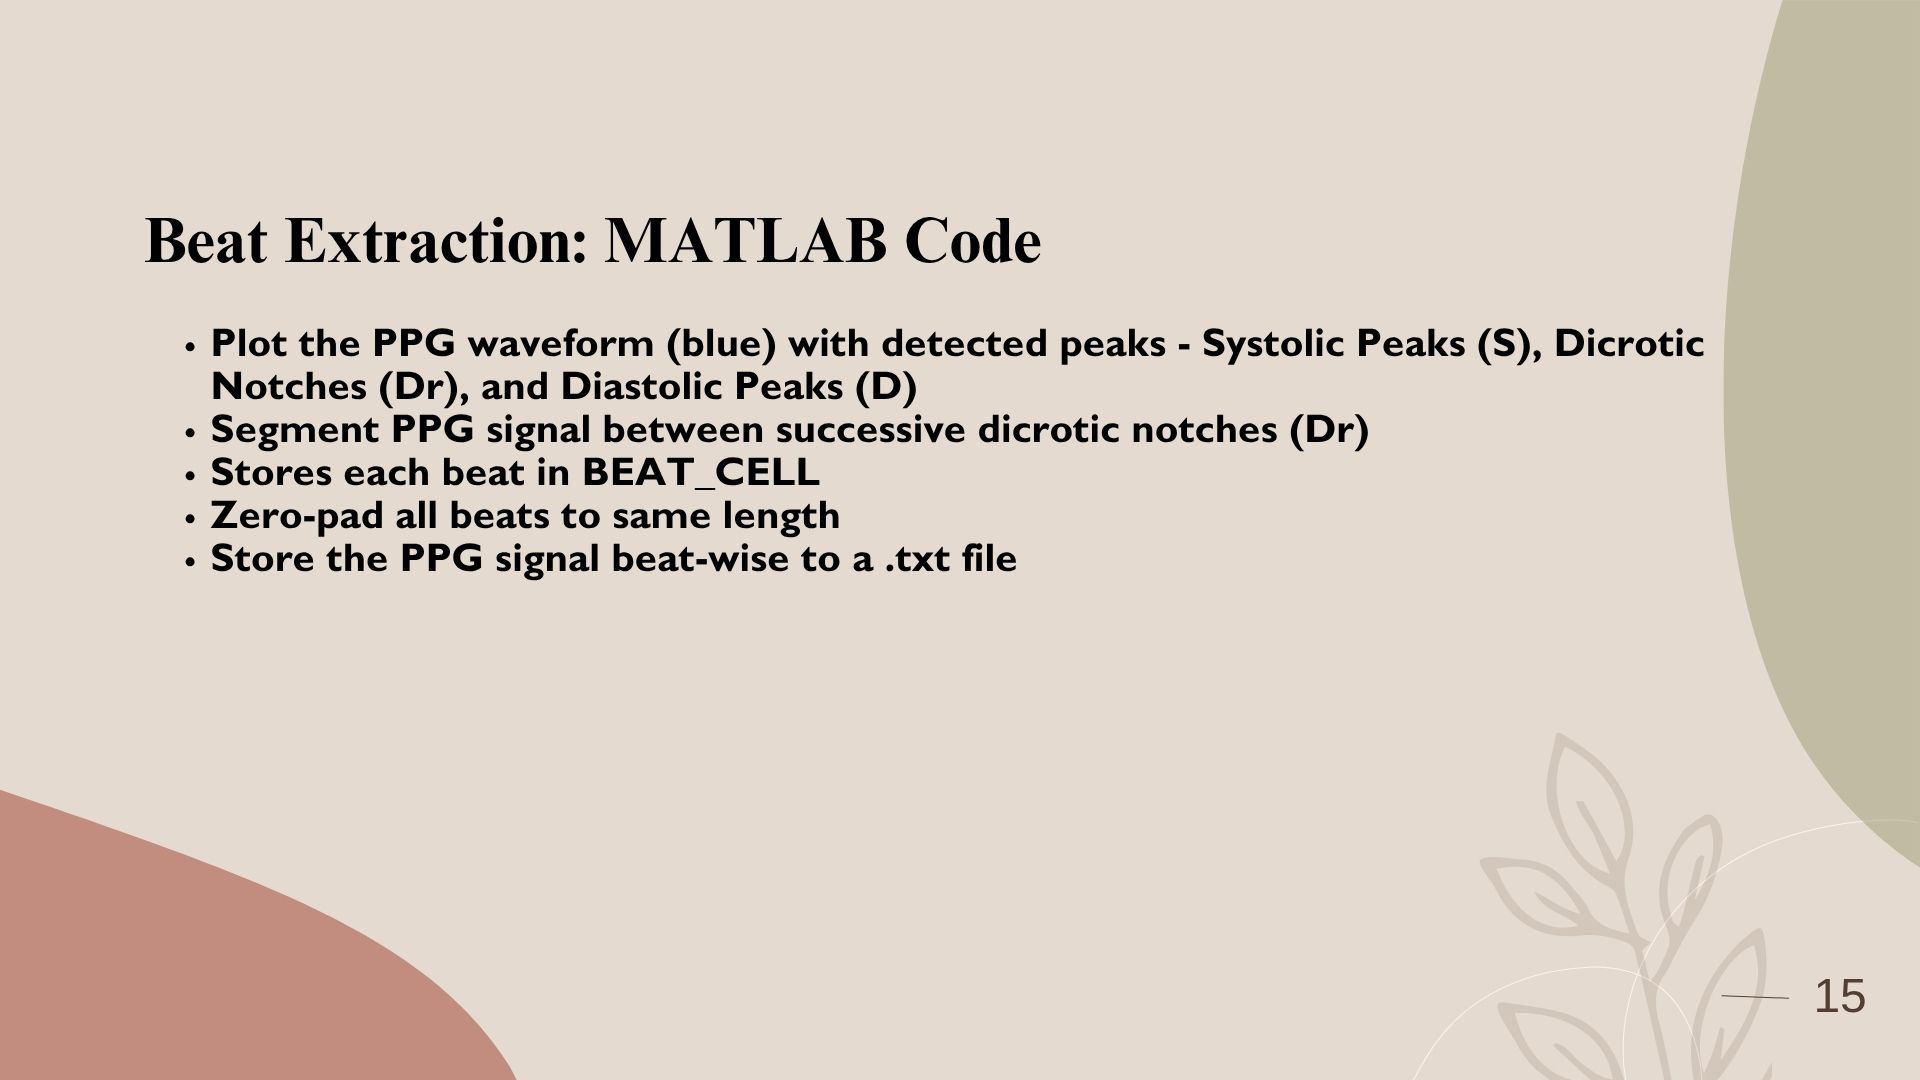 Beat Extraction: MATLAB Code
• Plot the PPG waveform (blue) with detected peaks - Systolic Peaks (S), Dicrotic
Notches (Dr), and Diastolic Peaks (D)
• Segment PPG signal between successive dicrotic notches (Dr)
• Stores each beat in BEAT_CELL
• Zero-pad all beats to same length
• Store the PPG signal beat-wise to a .txt file
15